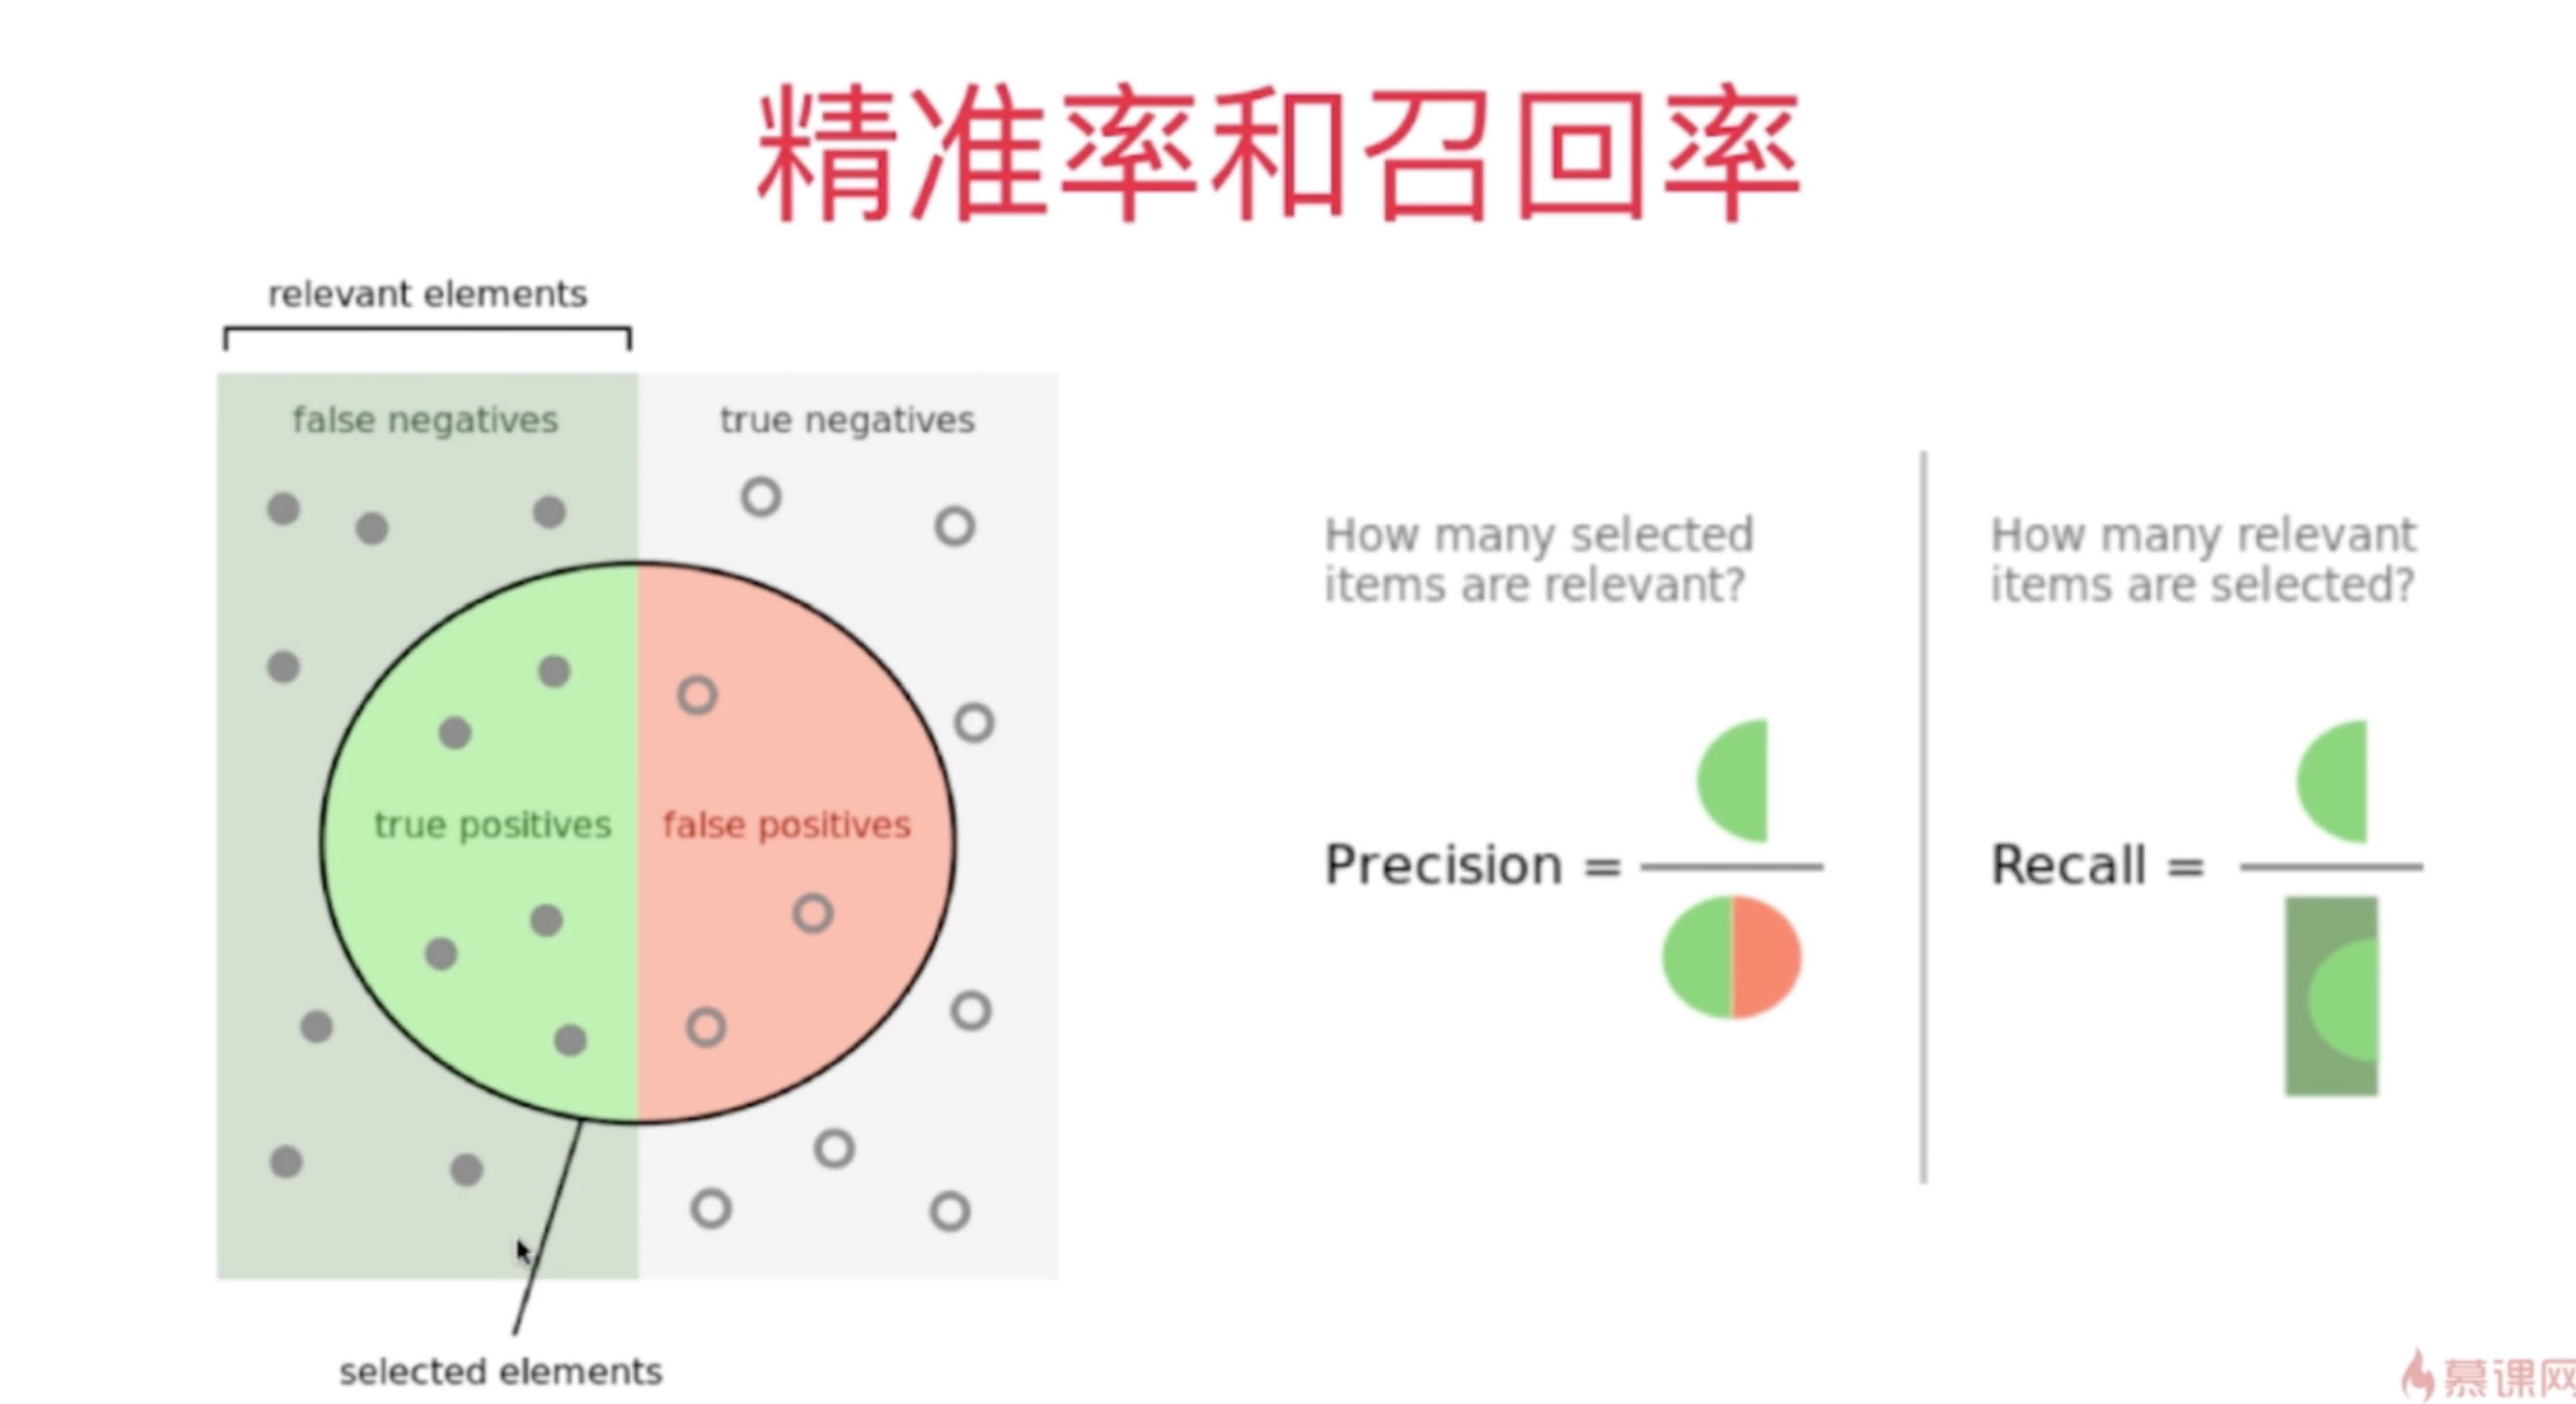 精准率和召回率
relevant elements
false negatives
true negatives
true positives
false positives
selected elements
How many selected
items are relevant?
Precision =
How many relevant
items are selected?
Recall =
慕课网